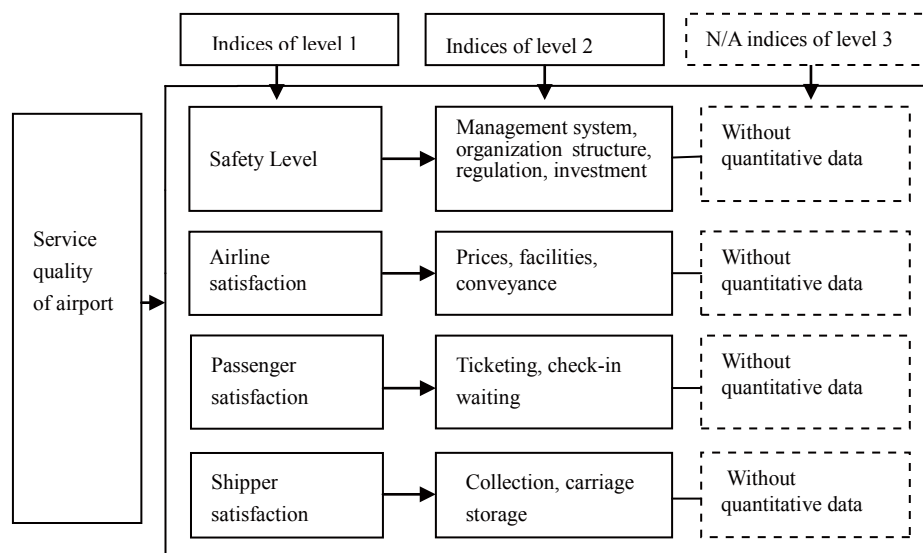 Indices of level 1
Indices of level 2
N/A indices of level 3
Service
quality
of airport
Safety Level
Management system,
organization structure,
regulation, investment
Without
quantitative data
Airline
satisfaction
Prices, facilities,
conveyance
Without
quantitative data
Passenger
satisfaction
Ticketing, check-in
waiting
Without
quantitative data
Shipper
satisfaction
Collection, carriage
storage
Without
quantitative data